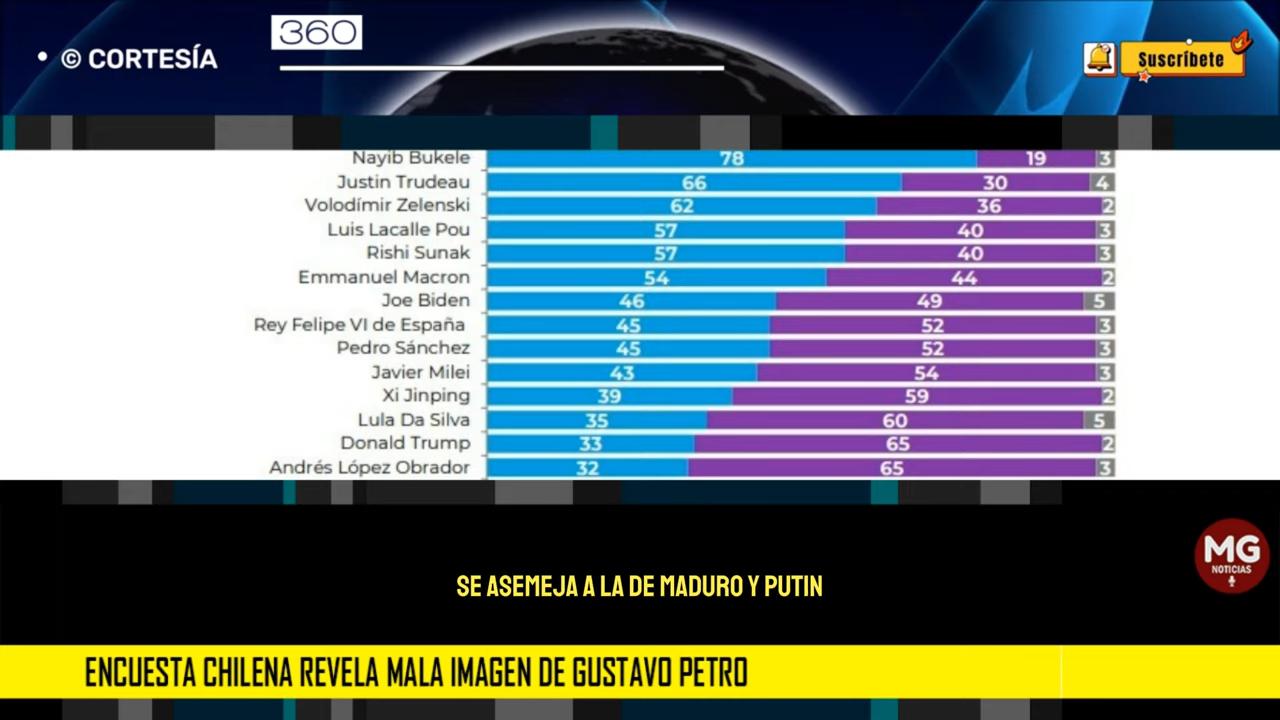 360
© CORTESÍA
Suscríbete
Nayib Bukele 78 19 3
Justin Trudeau 66 30 4
Volodímir Zelenski 62 36 2
Luis Lacalle Pou 57 40 3
Rishi Sunak 57 40 3
Emmanuel Macron 54 44 2
Joe Biden 46 49 5
Rey Felipe VI de España 45 52 3
Pedro Sánchez 45 52 3
Javier Milei 43 54 3
Xi Jinping 39 59 2
Lula Da Silva 35 60 5
Donald Trump 33 65 2
Andrés López Obrador 32 65 3
MG
NOTICIAS
SE ASEMEJA A LA DE MADURO Y PUTIN
ENCUESTA CHILENA REVELA MALA IMAGEN DE GUSTAVO PETRO